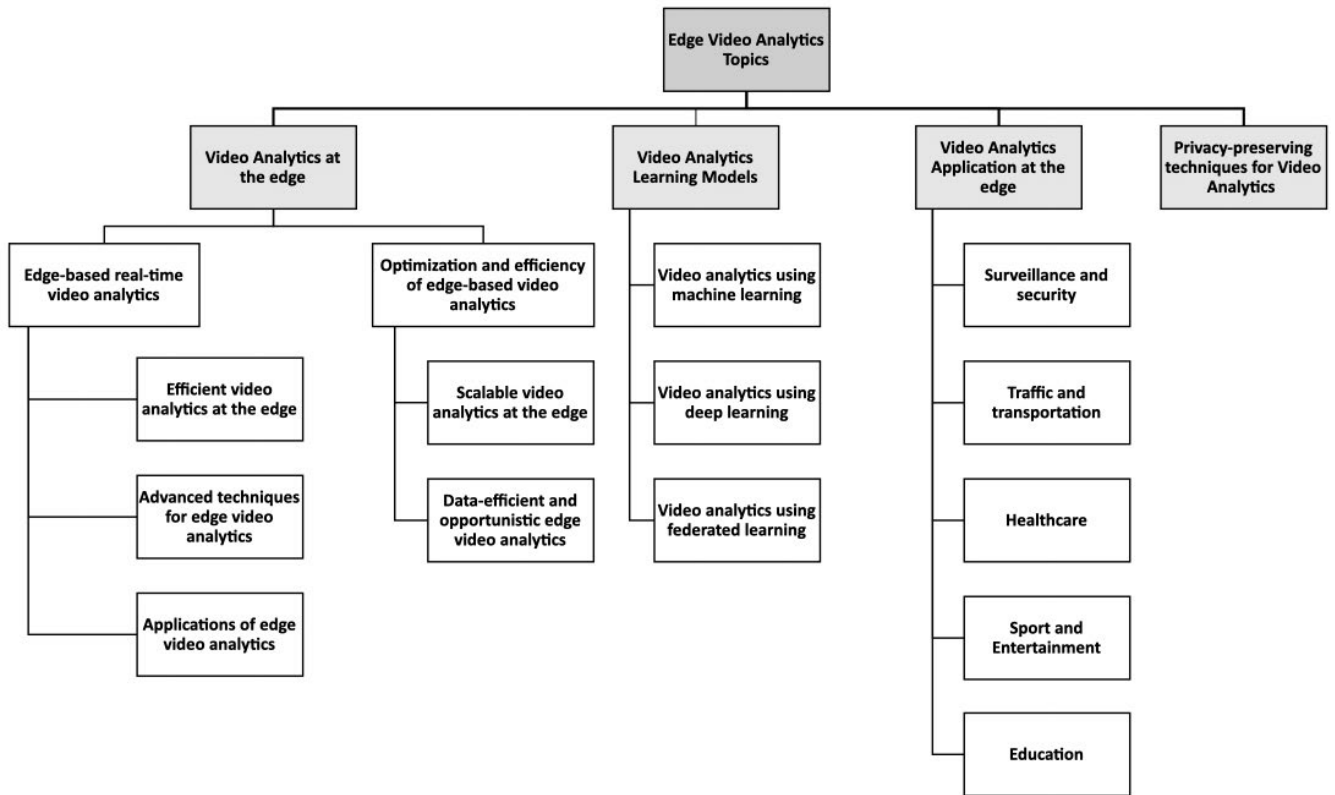 Edge Video Analytics
Topics
Video Analytics at
the edge
Video Analytics
Learning Models
Video Analytics
Application at the
edge
Privacy-preserving
techniques for Video
Analytics
Edge-based real-time
video analytics
Optimization and efficiency
of edge-based video
analytics
Video analytics using
machine learning
Surveillance and
security
Efficient video
analytics at the edge
Scalable video
analytics at the edge
Video analytics using
deep learning
Traffic and
transportation
Advanced techniques
for edge video
analytics
Data-efficient and
opportunistic edge
video analytics
Video analytics using
federated learning
Healthcare
Applications of edge
video analytics
Sport and
Entertainment
Education